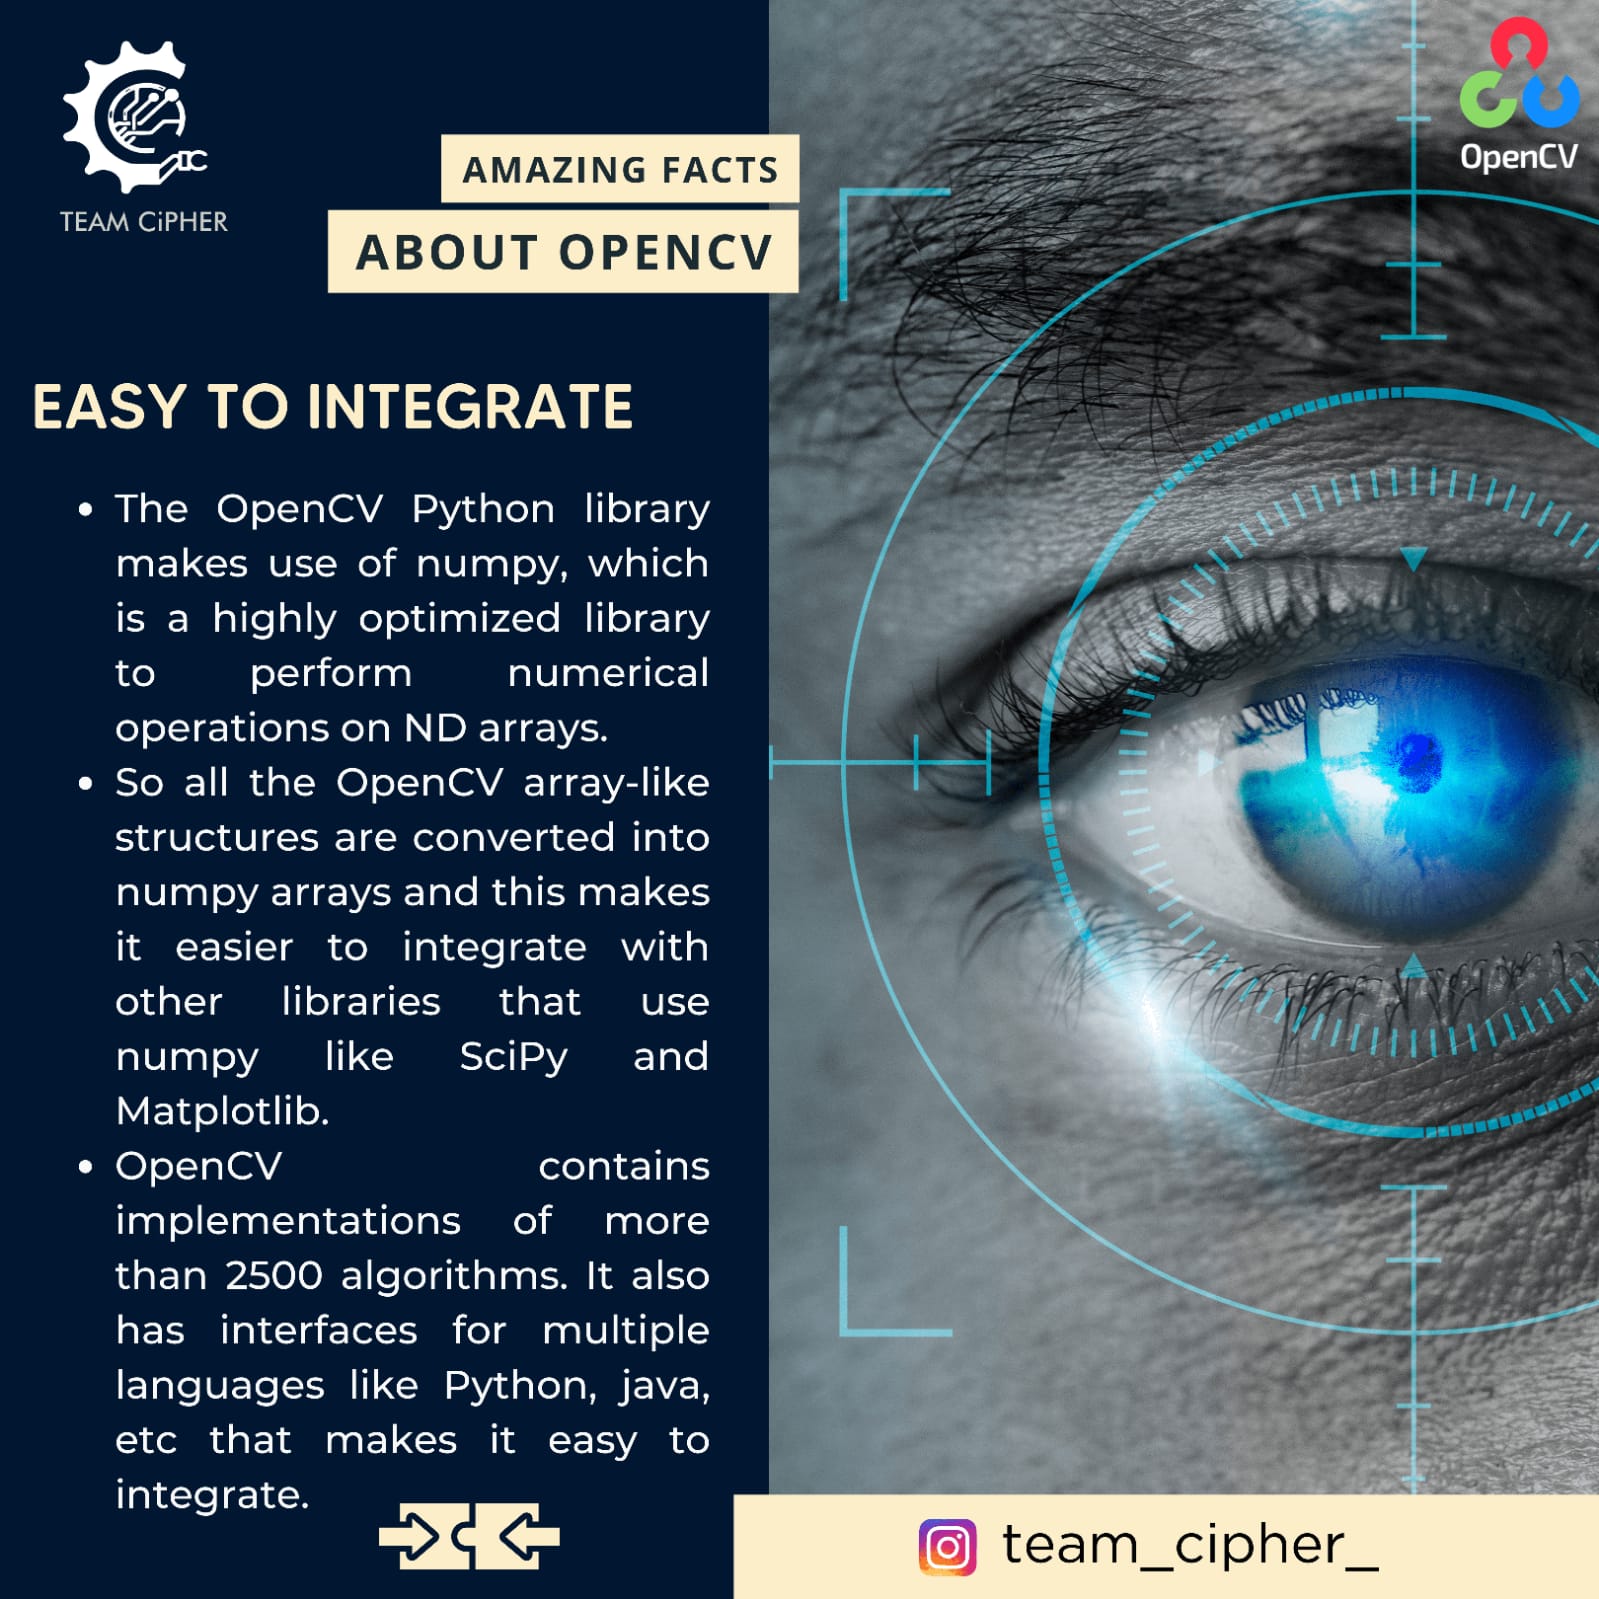 TEAM CiPHER
OpenCV
AMAZING FACTS
ABOUT OPENCV
EASY TO INTEGRATE
• The OpenCV Python library
makes use of numpy, which
is a highly optimized library
to perform numerical
operations on ND arrays.
• So all the OpenCV array-like
structures are converted into
numpy arrays and this makes
it easier to integrate with
other libraries that use
numpy like SciPy and
Matplotlib.
• OpenCV contains
implementations of more
than 2500 algorithms. It also
has interfaces for multiple
languages like Python, java,
etc that makes it easy to
integrate.
team_cipher_